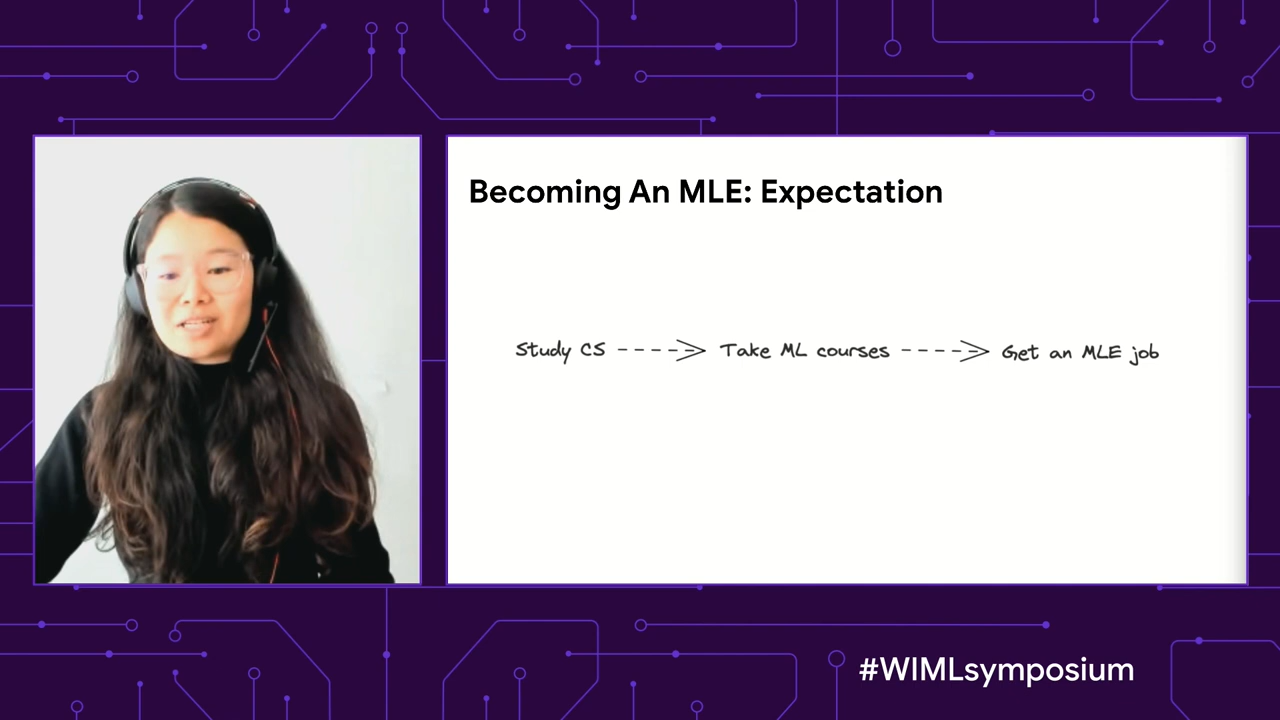 Becoming An MLE: Expectation
Study CS Take ML courses Get an MLE job
#WIMLsymposium